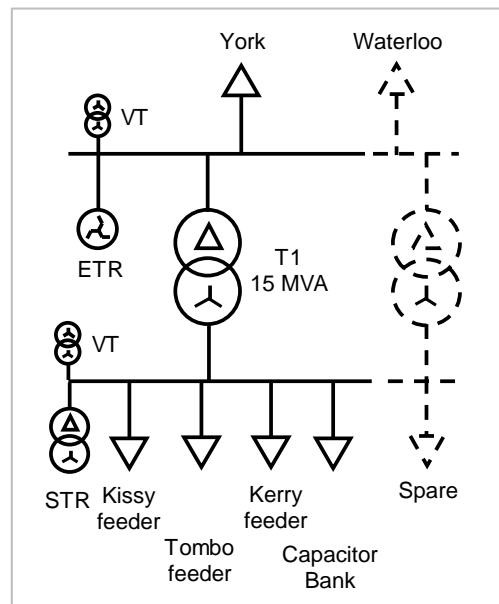 York
Waterloo
VT
ETR
T1
15 MVA
VT
STR
Kissy
feeder
Tombo
feeder
Kerry
feeder
Capacitor
Bank
Spare